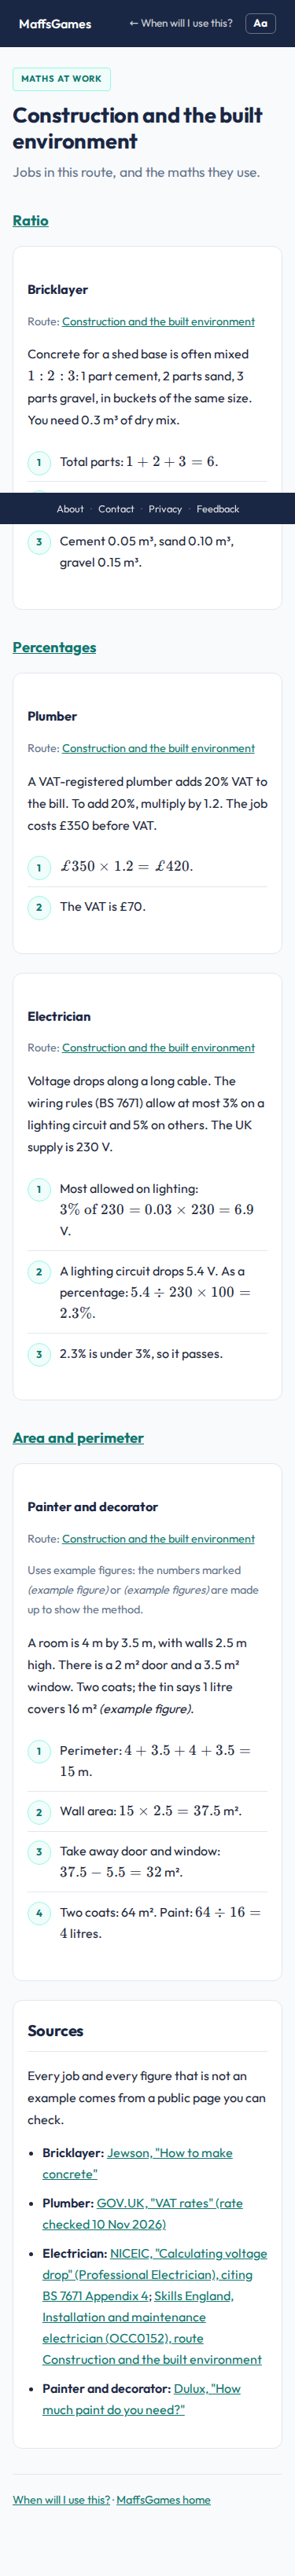 MaffsGames
← When will I use this?
Aa
MATHS AT WORK
Construction and the built
environment
Jobs in this route, and the maths they use.
Ratio
Bricklayer
Route: Construction and the built environment
Concrete for a shed base is often mixed
1 : 2 : 3: 1 part cement, 2 parts sand, 3
parts gravel, in buckets of the same size.
You need 0.3 m³ of dry mix.
1 Total parts: 1 + 2 + 3 = 6.
About · Contact · Privacy · Feedback
3 Cement 0.05 m³, sand 0.10 m³,
gravel 0.15 m³.
Percentages
Plumber
Route: Construction and the built environment
A VAT-registered plumber adds 20% VAT to
the bill. To add 20%, multiply by 1.2. The job
costs £350 before VAT.
1 £350 × 1.2 = £420.
2 The VAT is £70.
Electrician
Route: Construction and the built environment
Voltage drops along a long cable. The
wiring rules (BS 7671) allow at most 3% on a
lighting circuit and 5% on others. The UK
supply is 230 V.
1 Most allowed on lighting:
3% of 230 = 0.03 × 230 = 6.9
V.
2 A lighting circuit drops 5.4 V. As a
percentage: 5.4 ÷ 230 × 100 =
2.3%.
3 2.3% is under 3%, so it passes.
Area and perimeter
Painter and decorator
Route: Construction and the built environment
Uses example figures: the numbers marked
(example figure) or (example figures) are made
up to show the method.
A room is 4 m by 3.5 m, with walls 2.5 m
high. There is a 2 m² door and a 3.5 m²
window. Two coats; the tin says 1 litre
covers 16 m² (example figure).
1 Perimeter: 4 + 3.5 + 4 + 3.5 =
15 m.
2 Wall area: 15 × 2.5 = 37.5 m².
3 Take away door and window:
37.5 − 5.5 = 32 m².
4 Two coats: 64 m². Paint: 64 ÷ 16 =
4 litres.
Sources
Every job and every figure that is not an
example comes from a public page you can
check.
• Bricklayer: Jewson, "How to make
concrete"
• Plumber: GOV.UK, "VAT rates" (rate
checked 10 Nov 2026)
• Electrician: NICEIC, "Calculating voltage
drop" (Professional Electrician), citing
BS 7671 Appendix 4; Skills England,
Installation and maintenance
electrician (OCC0152), route
Construction and the built environment
• Painter and decorator: Dulux, "How
much paint do you need?"
When will I use this? · MaffsGames home